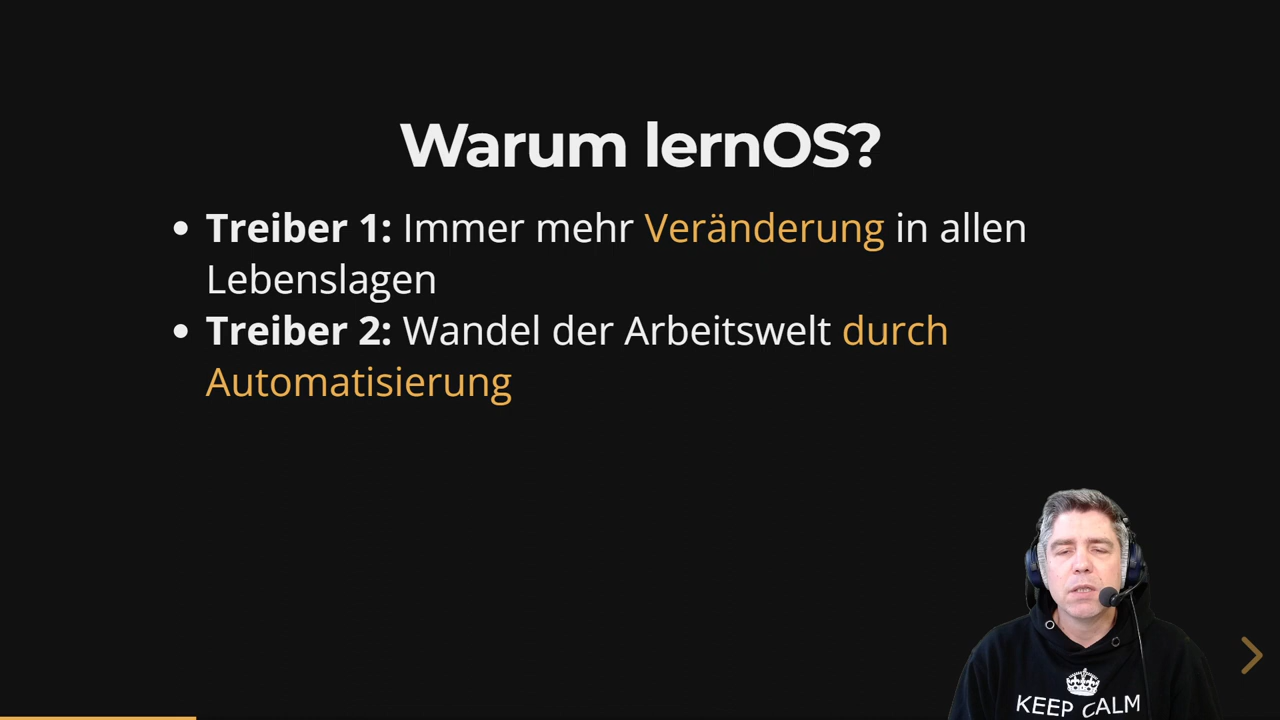 Warum lernOS?
• Treiber 1: Immer mehr Veränderung in allen
Lebenslagen
• Treiber 2: Wandel der Arbeitswelt durch
Automatisierung
KEEP CALM